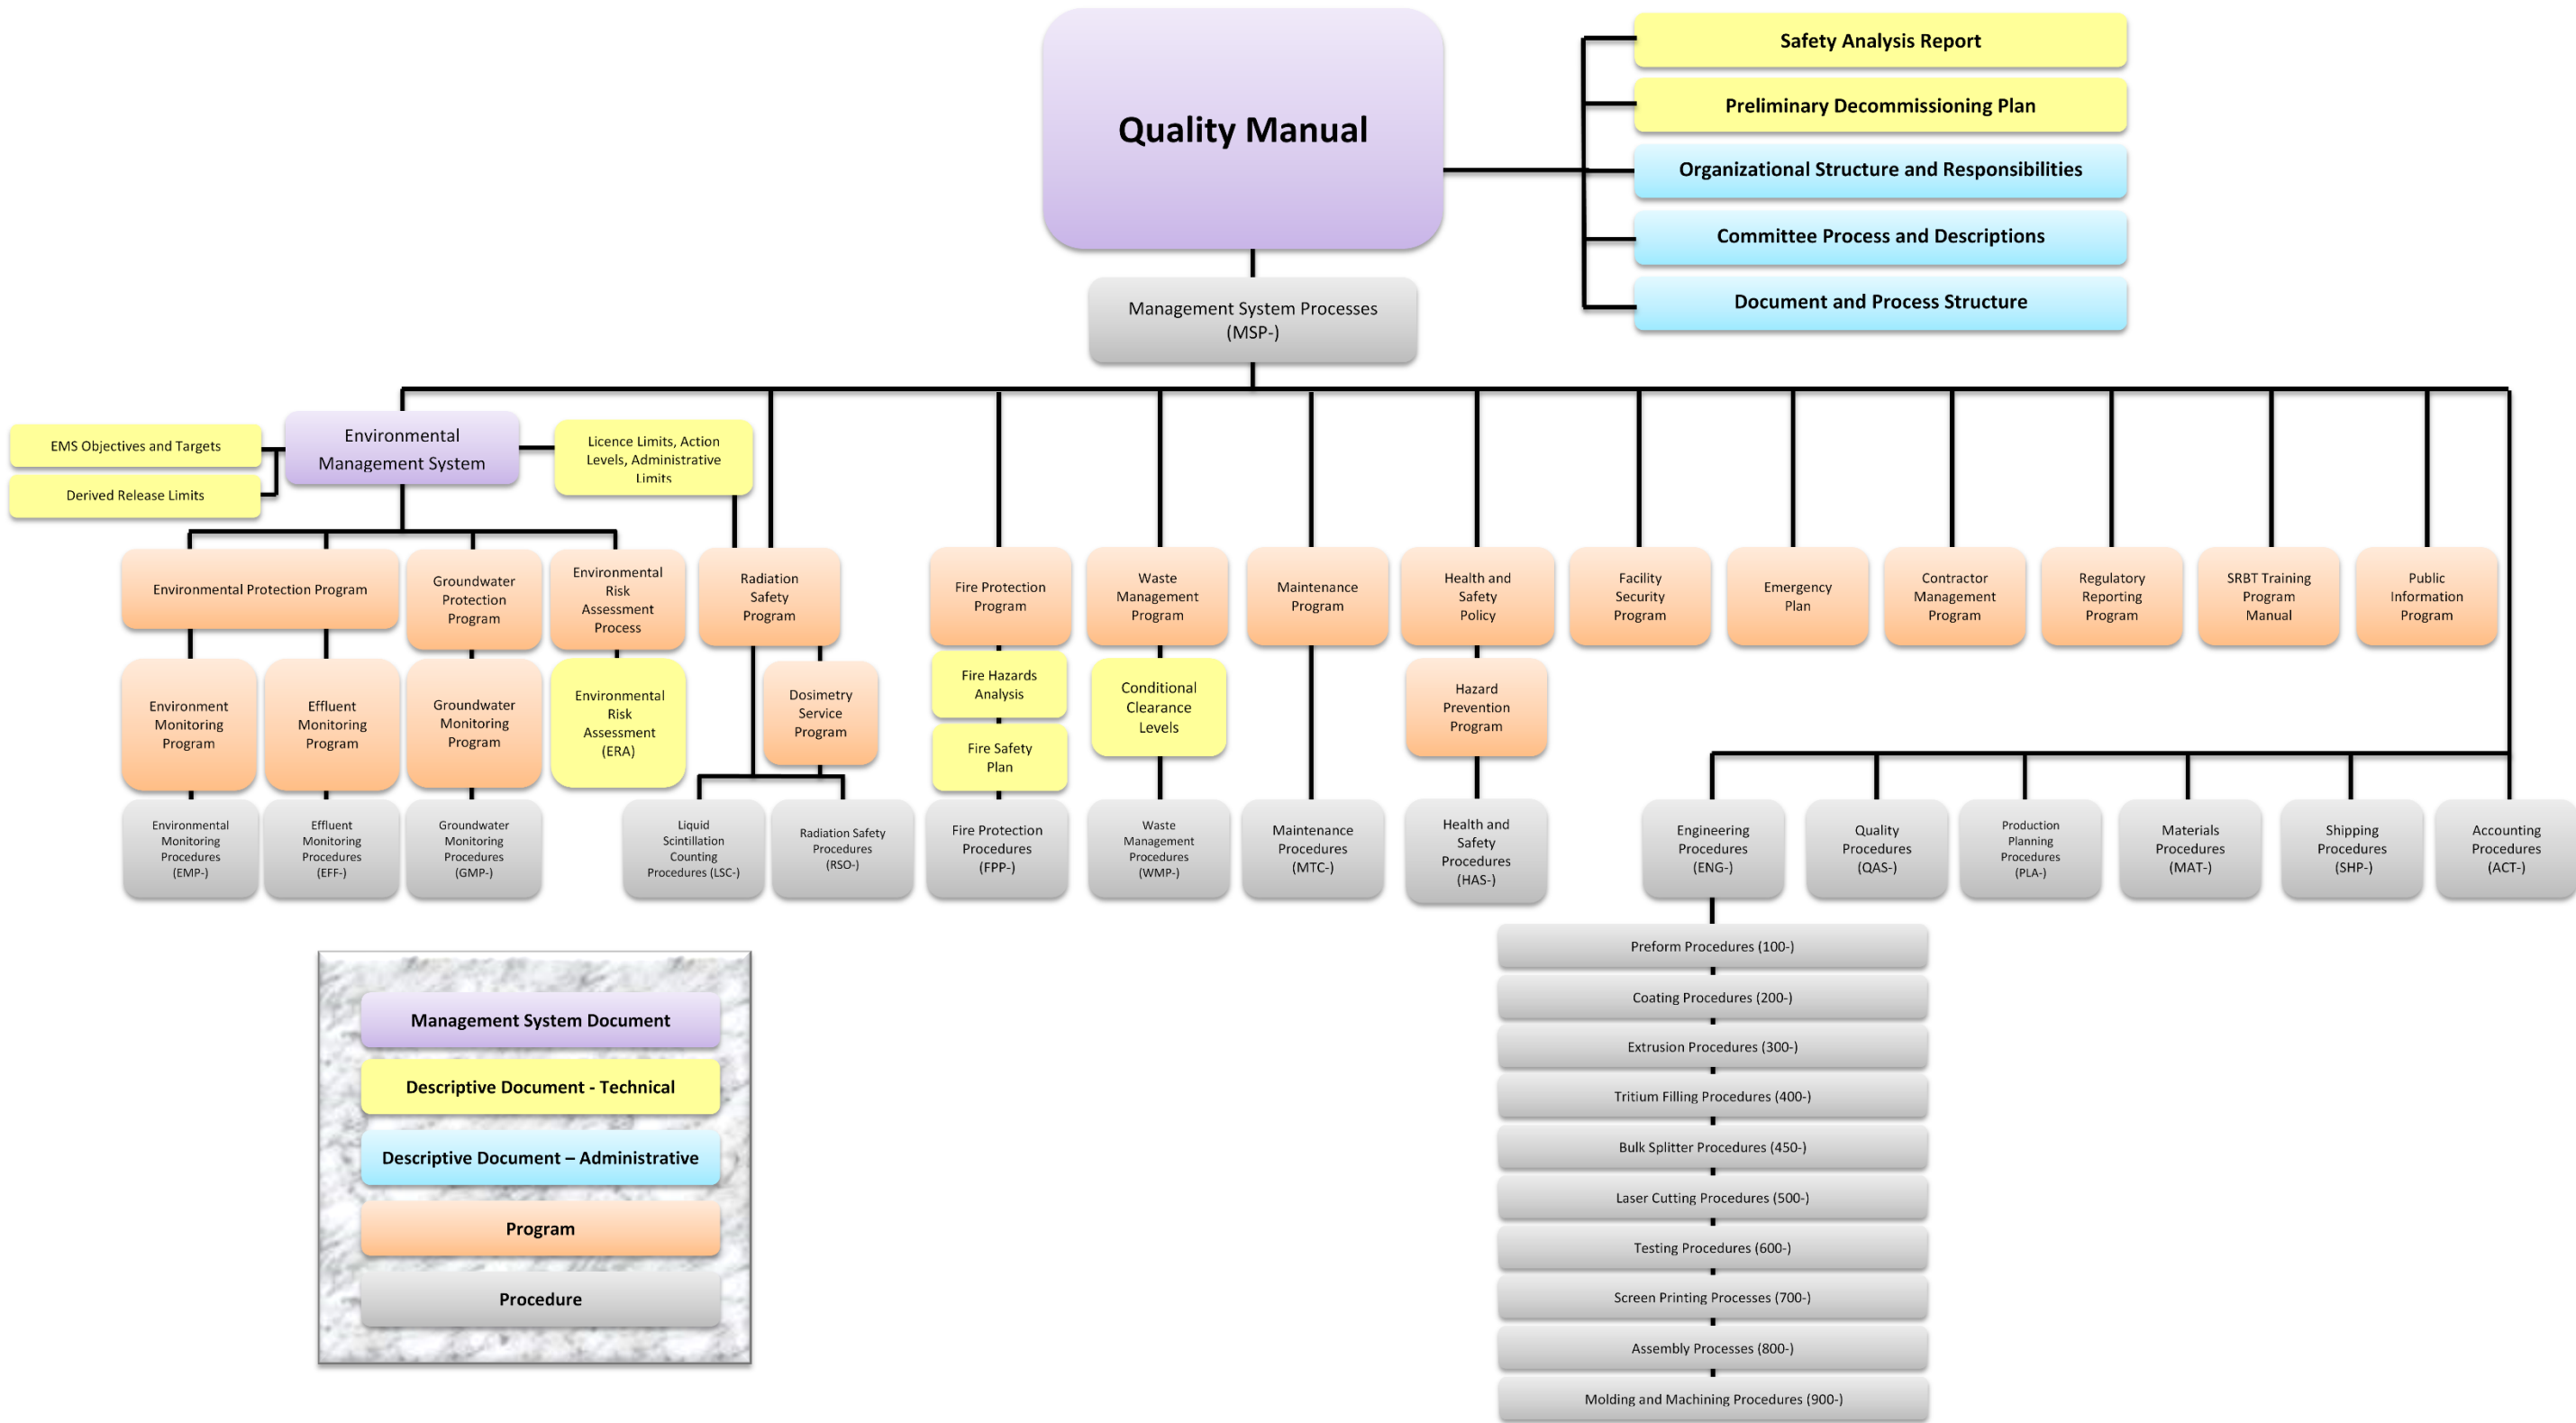 Quality Manual
Safety Analysis Report
Preliminary Decommissioning Plan
Organizational Structure and Responsibilities
Committee Process and Descriptions
Document and Process Structure
Management System Processes
(MSP-)
EMS Objectives and Targets
Derived Release Limits
Environmental
Management System
Licence Limits, Action
Levels, Administrative
Limits
Environmental Protection Program
Groundwater
Protection
Program
Environmental
Risk
Assessment
Process
Radiation
Safety
Program
Fire Protection
Program
Waste
Management
Program
Maintenance
Program
Health and
Safety
Policy
Facility
Security
Program
Emergency
Plan
Contractor
Management
Program
Regulatory
Reporting
Program
SRBT Training
Program
Manual
Public
Information
Program
Environment
Monitoring
Program
Effluent
Monitoring
Program
Groundwater
Monitoring
Program
Environmental
Risk
Assessment
(ERA)
Dosimetry
Service
Program
Fire Hazards
Analysis
Fire Safety
Plan
Conditional
Clearance
Levels
Hazard
Prevention
Program
Environmental
Monitoring
Procedures
(EMP-)
Effluent
Monitoring
Procedures
(EFF-)
Groundwater
Monitoring
Procedures
(GMP-)
Liquid
Scintillation
Counting
Procedures (LSC-)
Radiation Safety
Procedures
(RSO-)
Fire Protection
Procedures
(FPP-)
Waste
Management
Procedures
(WMP-)
Maintenance
Procedures
(MTC-)
Health and
Safety
Procedures
(HAS-)
Engineering
Procedures
(ENG-)
Quality
Procedures
(QAS-)
Production
Planning
Procedures
(PLA-)
Materials
Procedures
(MAT-)
Shipping
Procedures
(SHP-)
Accounting
Procedures
(ACT-)
Preform Procedures (100-)
Coating Procedures (200-)
Extrusion Procedures (300-)
Tritium Filling Procedures (400-)
Bulk Splitter Procedures (450-)
Laser Cutting Procedures (500-)
Testing Procedures (600-)
Screen Printing Processes (700-)
Assembly Processes (800-)
Molding and Machining Procedures (900-)
Management System Document
Descriptive Document - Technical
Descriptive Document – Administrative
Program
Procedure